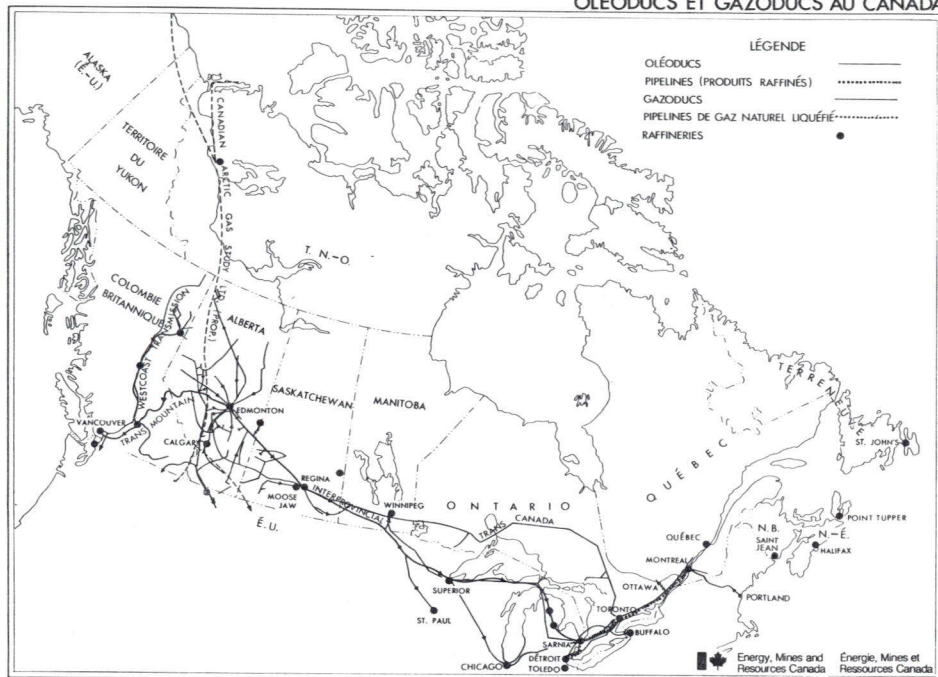 OLÉODUCS ET GAZODUCS AU CANADA
LÉGENDE
OLÉODUCS
PIPELINES (PRODUITS RAFFINÉS)
GAZODUCS
PIPELINES DE GAZ NATUREL LIQUÉFIÉ
RAFFINERIES
ALASKA
(É.-U.)
TERRITOIRE
DU
YUKON
CANADIAN ARCTIC GAS STUDY LTD. (PROP.)
T. N.-O
COLOMBIE
BRITANNIQUE
WESTCOAST TRANSMISSION
ALBERTA
SASKATCHEWAN
MANITOBA
EDMONTON
TRANS MOUNTAIN
VANCOUVER
CALGARY
REGINA
MOOSE
JAW
INTERPROVINCIAL
WINNIPEG
É. U.
ONTARIO
TRANS CANADA
QUÉBEC
TERRE-NEUVE
ST. JOHN'S
POINT TUPPER
N.B.
N.-É.
SAINT
JEAN
HALIFAX
QUÉBEC
MONTREAL
OTTAWA
PORTLAND
TORONTO
BUFFALO
SUPERIOR
ST. PAUL
SARNIA
CHICAGO
DÉTROIT
TOLEDO
Energy, Mines and
Resources Canada
Énergie, Mines et
Ressources Canada